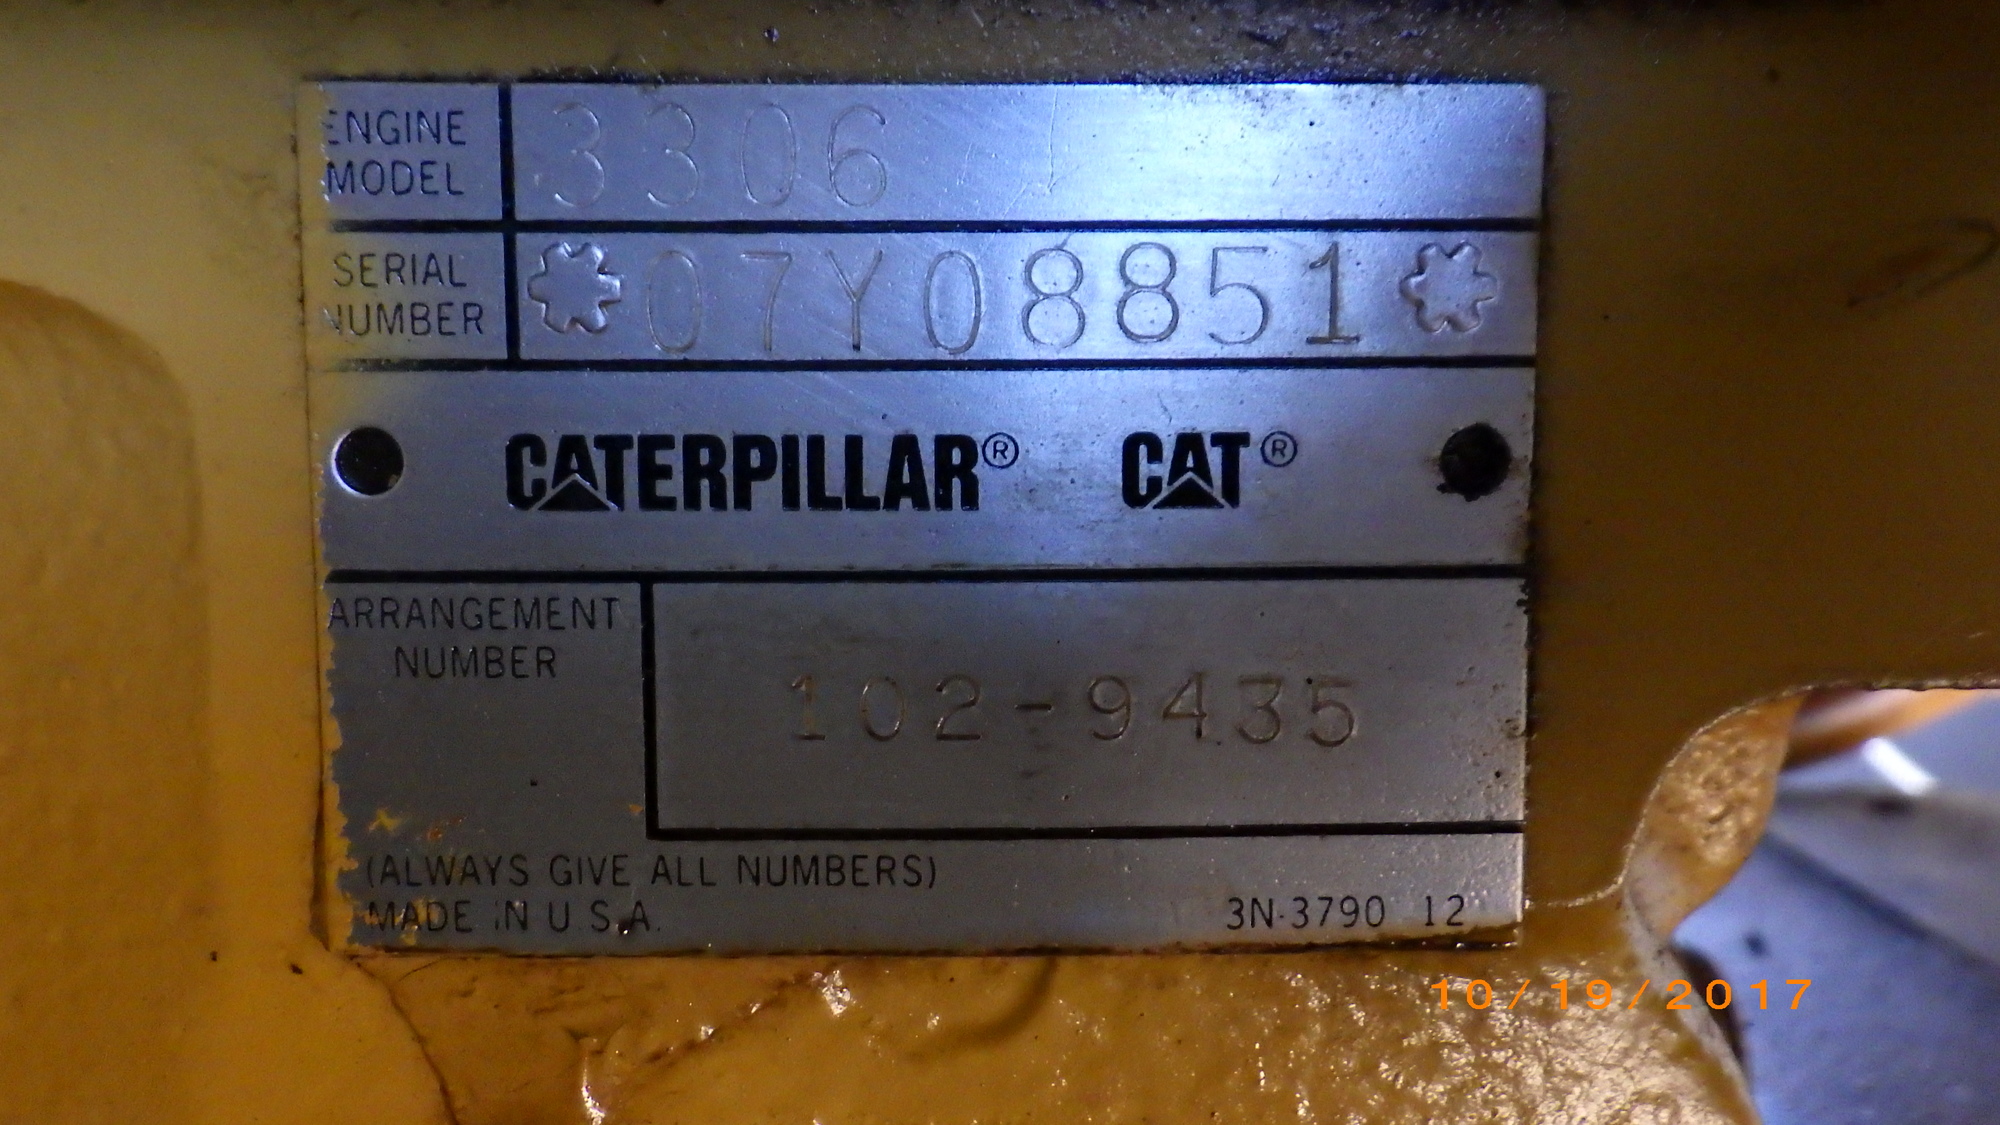 ENGINE MODEL 3306
SERIAL NUMBER 07Y08851
CATERPILLAR® CAT®
ARRANGEMENT NUMBER 102-9435
(ALWAYS GIVE ALL NUMBERS)
MADE IN U.S.A. 3N-3790 12
10/19/2017